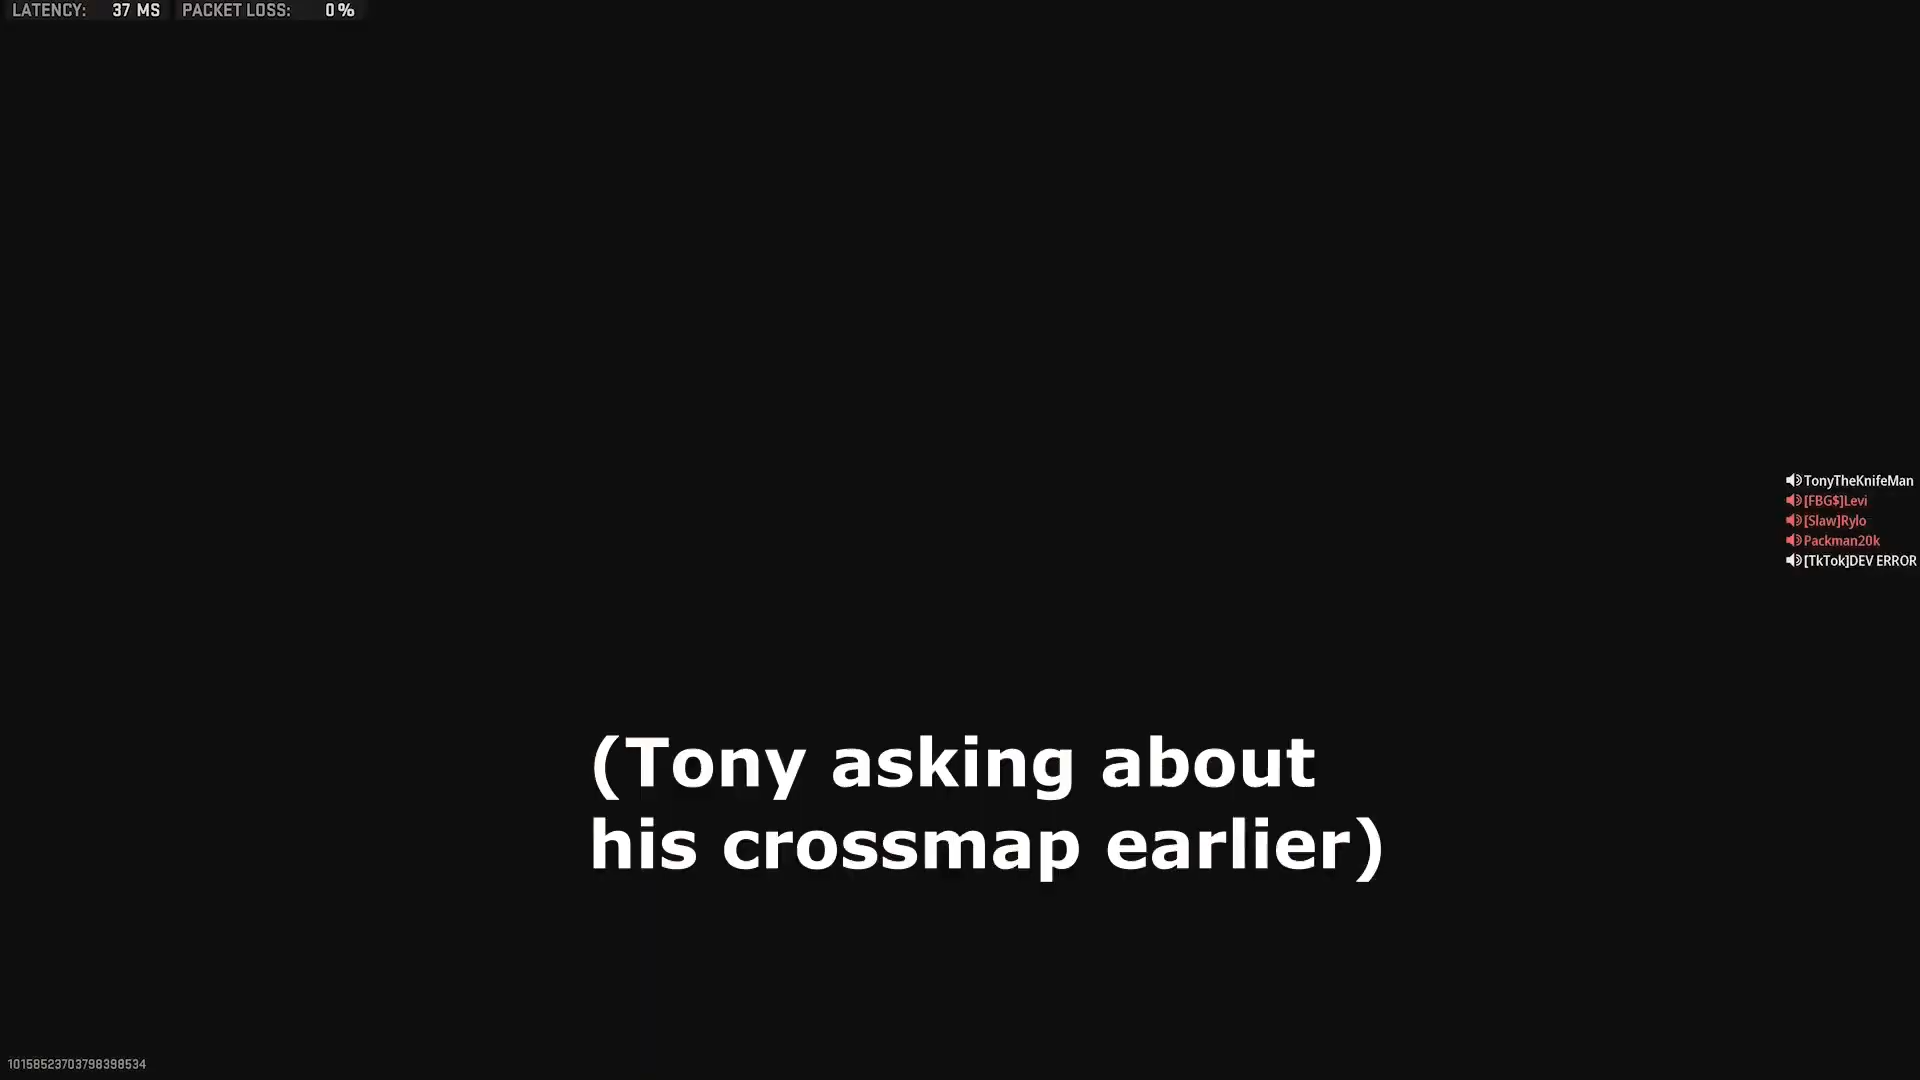 LATENCY: 37 MS PACKET LOSS: 0%
TonyTheKnifeMan
[FBG$]Levi
[Slaw]Rylo
Packman20k
[TkTok]DEV ERROR
(Tony asking about
his crossmap earlier)
10158523703798398534